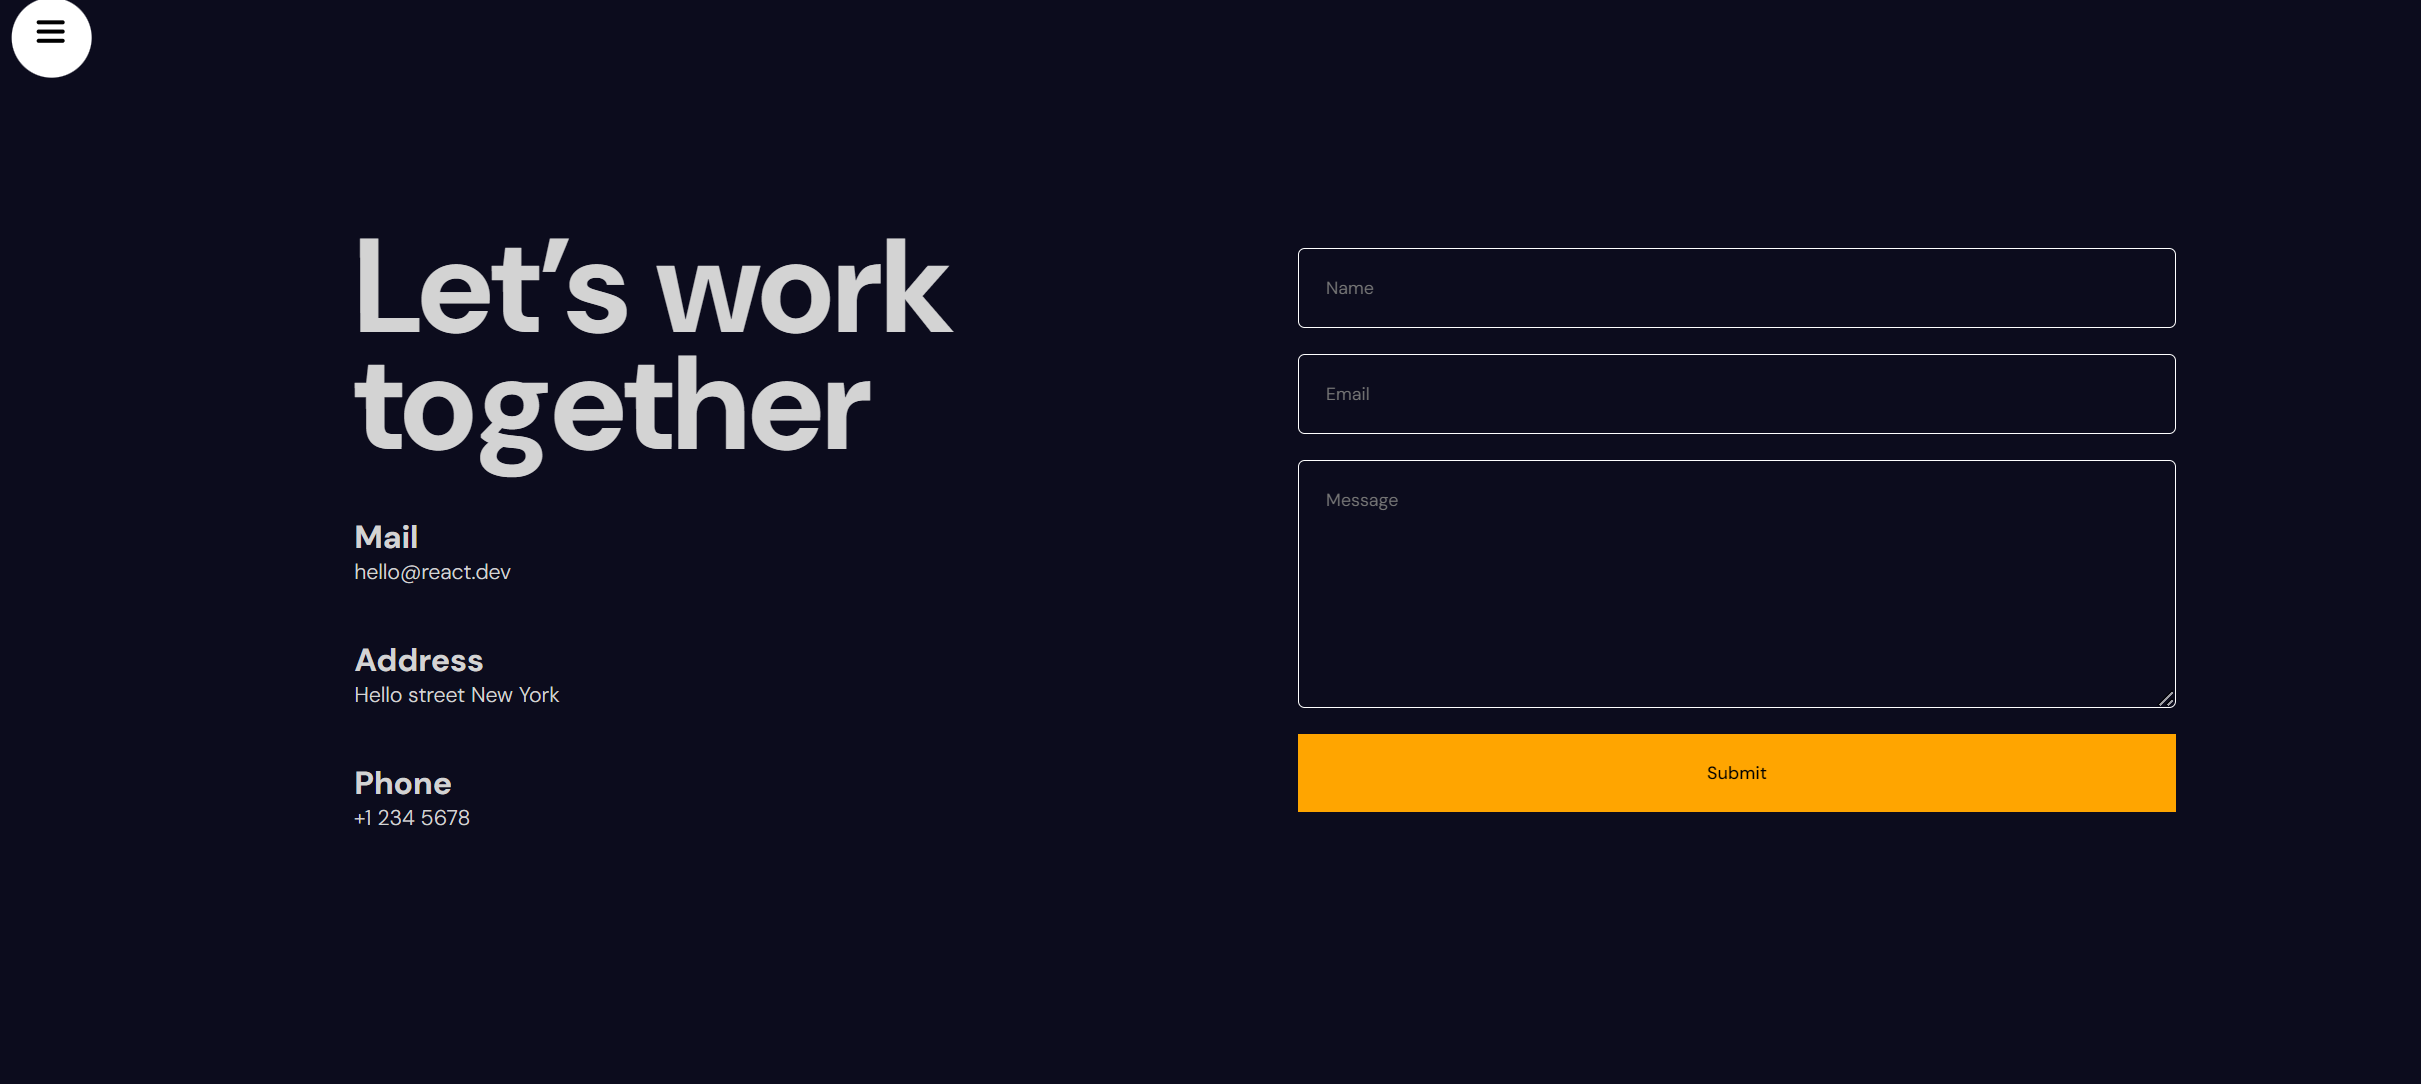 Let’s work
together
Mail
hello@react.dev
Address
Hello street New York
Phone
+1 234 5678
Name
Email
Message
Submit